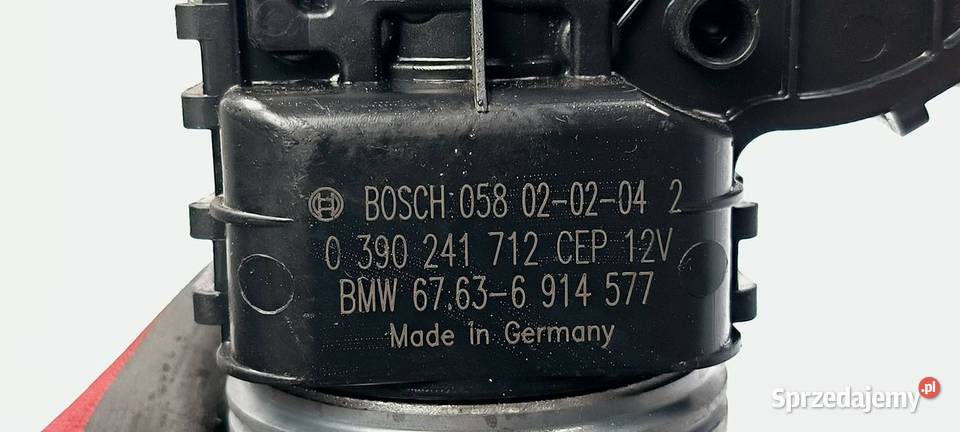 BOSCH 058 02-02-04 2
0 390 241 712 CEP 12V
BMW 67.63-6 914 577
Made in Germany
Sprzedajemy.pl